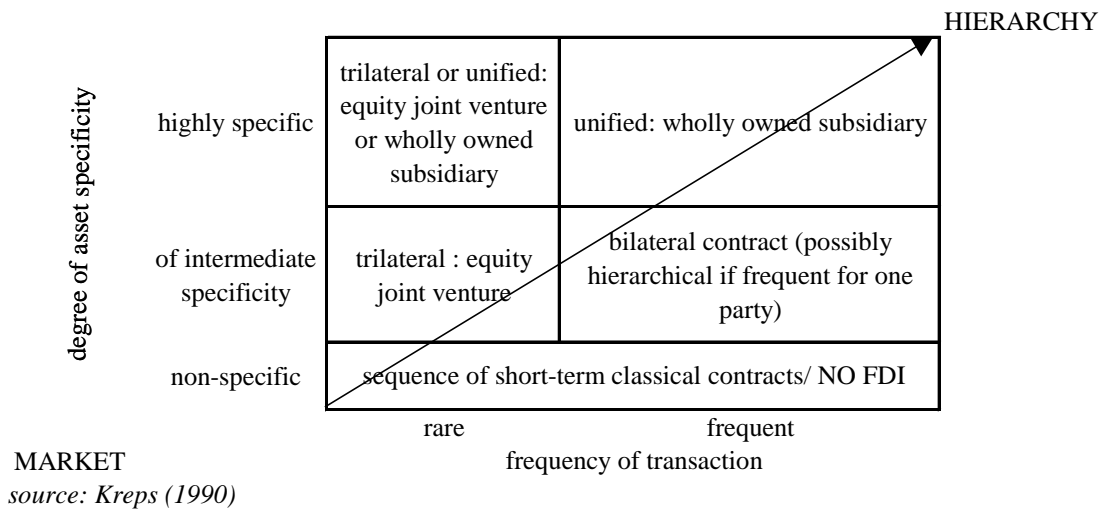 HIERARCHY
degree of asset specificity
highly specific
trilateral or unified:
equity joint venture
or wholly owned
subsidiary
unified: wholly owned subsidiary
of intermediate
specificity
trilateral : equity
joint venture
bilateral contract (possibly
hierarchical if frequent for one
party)
non-specific
sequence of short-term classical contracts/ NO FDI
rare
frequent
frequency of transaction
MARKET
source: Kreps (1990)